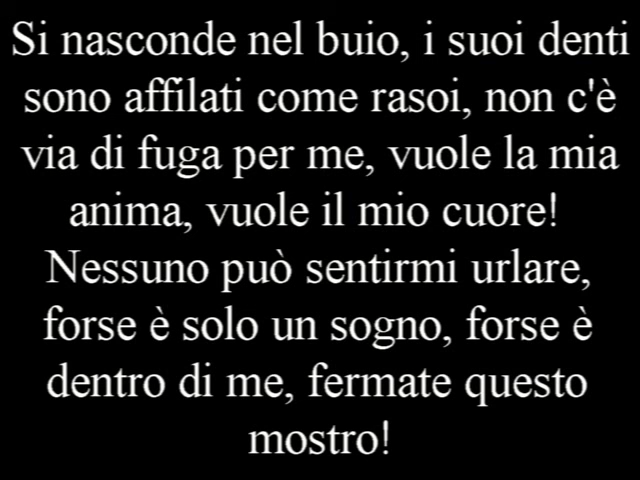 Si nasconde nel buio, i suoi denti
sono affilati come rasoi, non c'è
via di fuga per me, vuole la mia
anima, vuole il mio cuore!
Nessuno può sentirmi urlare,
forse è solo un sogno, forse è
dentro di me, fermate questo
mostro!